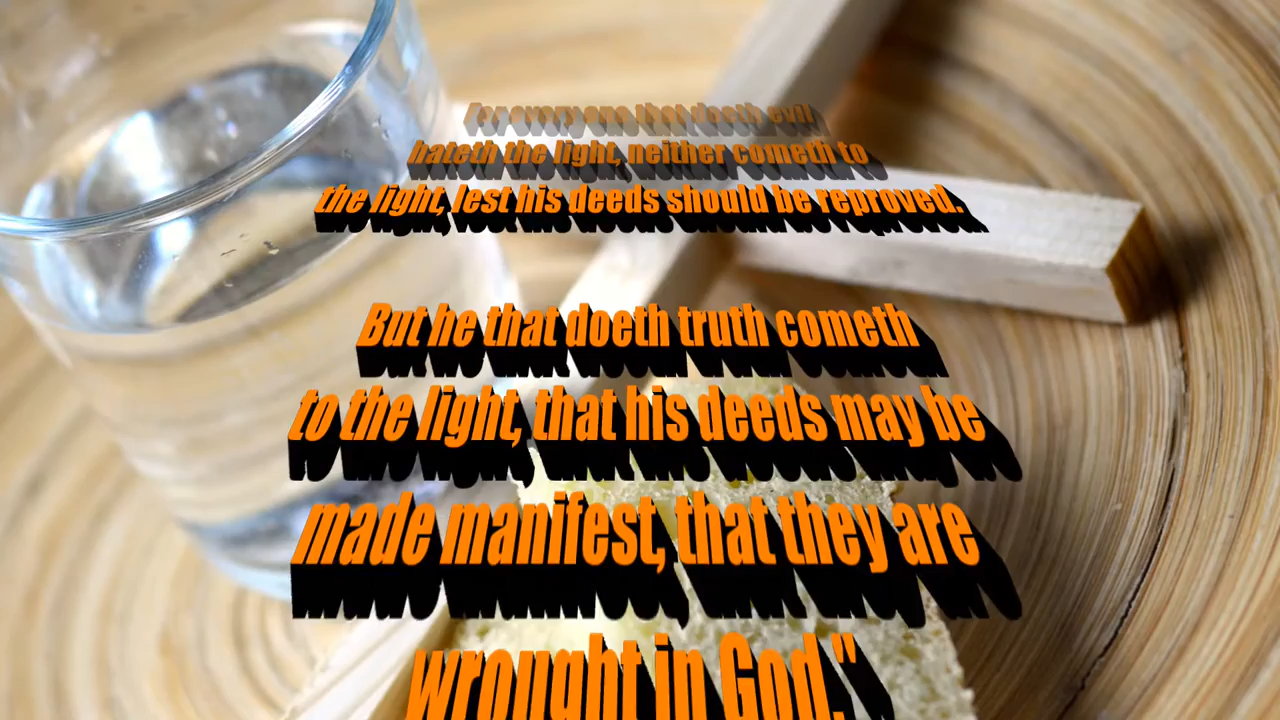 For every one that doeth evil
hateth the light, neither cometh to
the light, lest his deeds should be reproved.
But he that doeth truth cometh
to the light, that his deeds may be
made manifest, that they are
wrought in God."